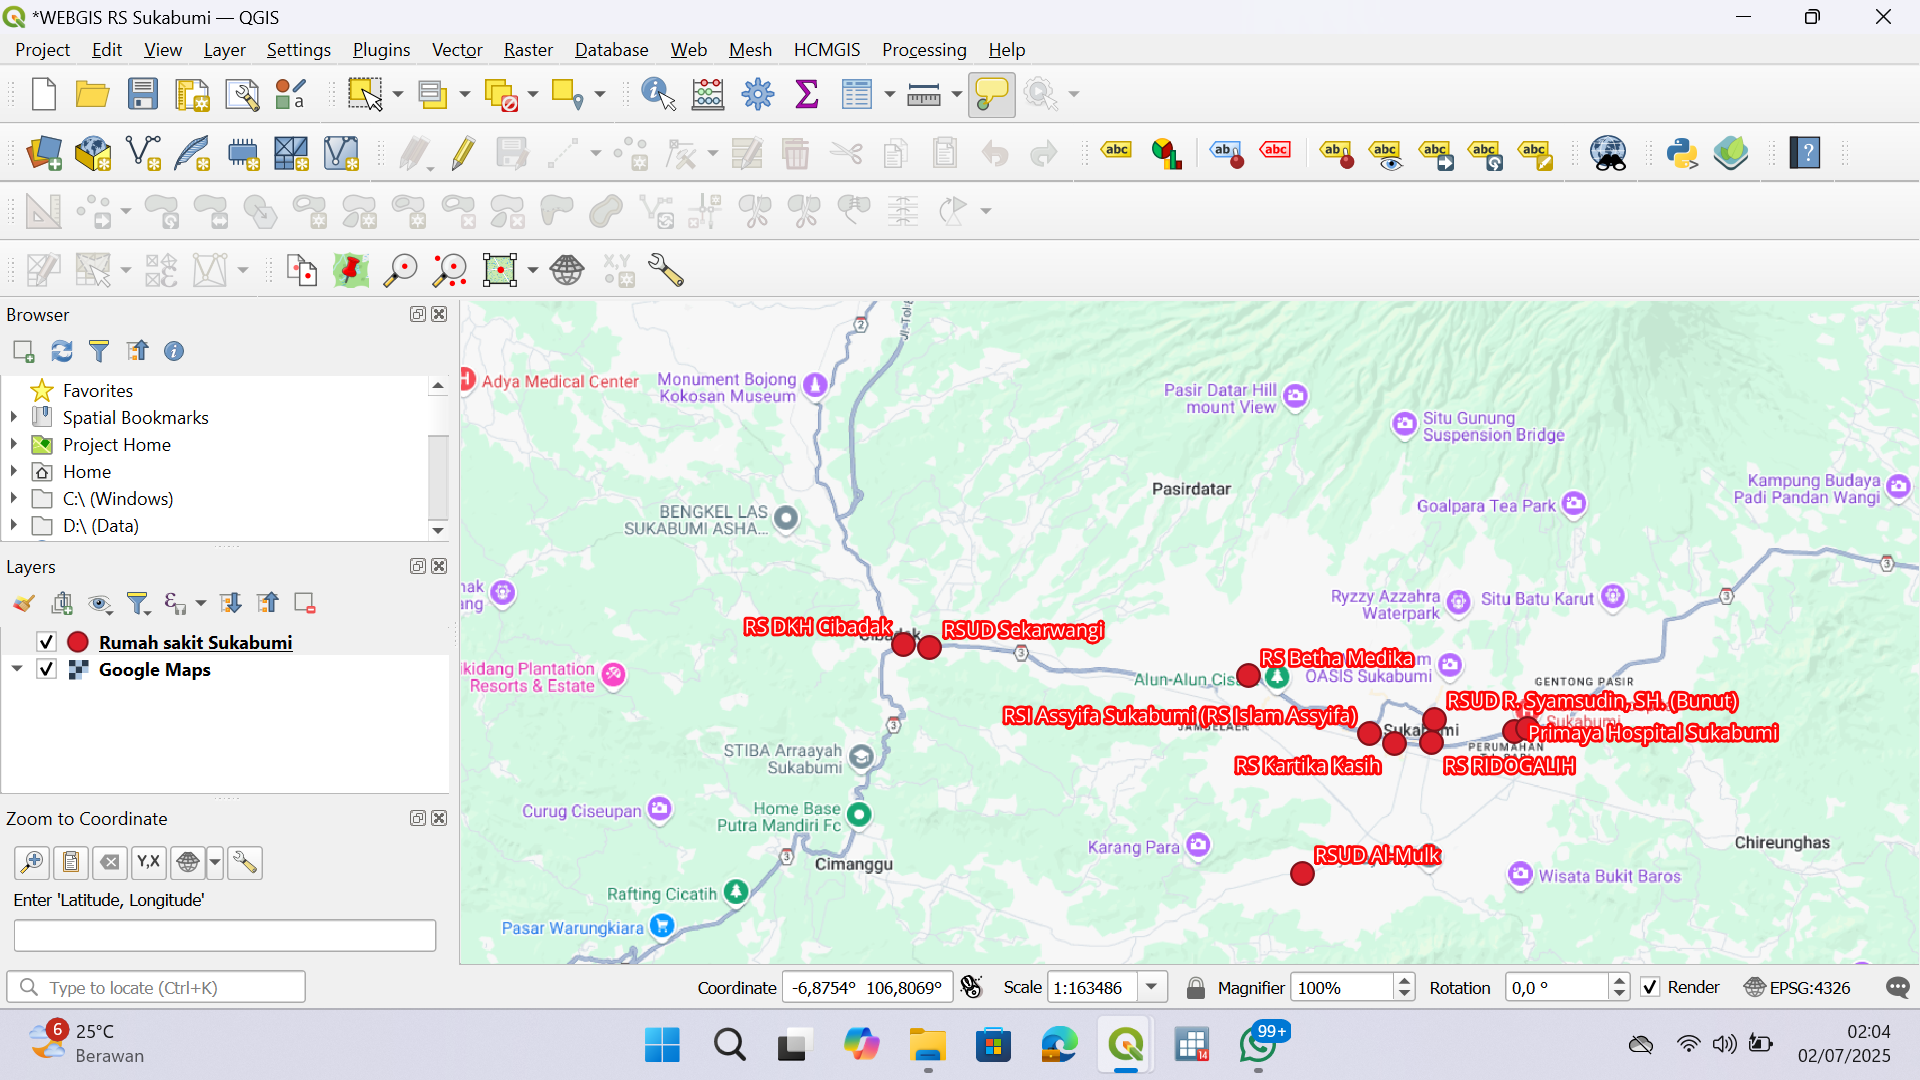 *WEBGIS RS Sukabumi — QGIS
Project Edit View Layer Settings Plugins Vector Raster Database Web Mesh HCMGIS Processing Help
Browser
Favorites
Spatial Bookmarks
Project Home
Home
C:\ (Windows)
D:\ (Data)
Layers
Rumah sakit Sukabumi
Google Maps
Zoom to Coordinate
Y,X
Enter 'Latitude, Longitude'
Type to locate (Ctrl+K)
Adya Medical Center
Monument Bojong
Kokosan Museum
2
Pasir Datar Hill
mount View
Situ Gunung
Suspension Bridge
Pasirdatar
Kampung Budaya
Padi Pandan Wangi
Goalpara Tea Park
BENGKEL LAS
SUKABUMI ASHA...
3
Ryzzy Azzahra
Waterpark
Situ Batu Karut
3
RS DKH Cibadak
RSUD Sekarwangi
3
RS Betha Medika
Alun-Alun Cis
OASIS Sukabumi
GENTONG PASIR
ikidang Plantation
Resorts & Estate
RSUD R. Syamsudin, SH. (Bunut)
RSI Assyifa Sukabumi (RS Islam Assyifa)
JAMBELAER
Primaya Hospital Sukabumi
PERUMAHAN
3
STIBA Arraayah
Sukabumi
RS Kartika Kasih
RS RIDOGALIH
Curug Ciseupan
Home Base
Putra Mandiri Fc
3
Cimanggu
Karang Para
RSUD Al-Mulk
Chireunghas
Wisata Bukit Baros
Rafting Cicatih
Pasar Warungkiara
Coordinate -6,8754° 106,8069° Scale 1:163486 Magnifier 100% Rotation 0,0 ° Render EPSG:4326
6
25°C
Berawan
14
99+
02:04
02/07/2025